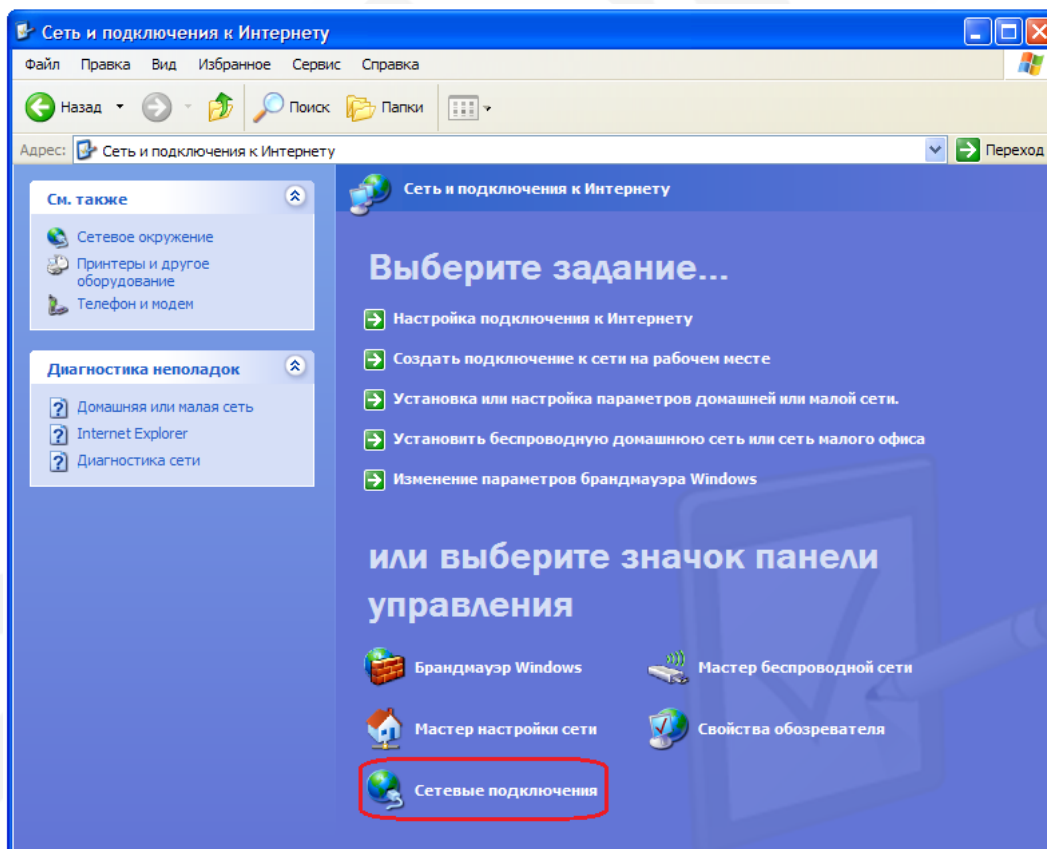 Сеть и подключения к Интернету
Файл Правка Вид Избранное Сервис Справка
Назад Поиск Папки
Адрес: Сеть и подключения к Интернету Переход
См. также
Сетевое окружение
Принтеры и другое
оборудование
Телефон и модем
Диагностика неполадок
Домашняя или малая сеть
Internet Explorer
Диагностика сети
Сеть и подключения к Интернету
Выберите задание...
Настройка подключения к Интернету
Создать подключение к сети на рабочем месте
Установка или настройка параметров домашней или малой сети.
Установить беспроводную домашнюю сеть или сеть малого офиса
Изменение параметров брандмауэра Windows
или выберите значок панели
управления
Брандмауэр Windows Мастер беспроводной сети
Мастер настройки сети Свойства обозревателя
Сетевые подключения